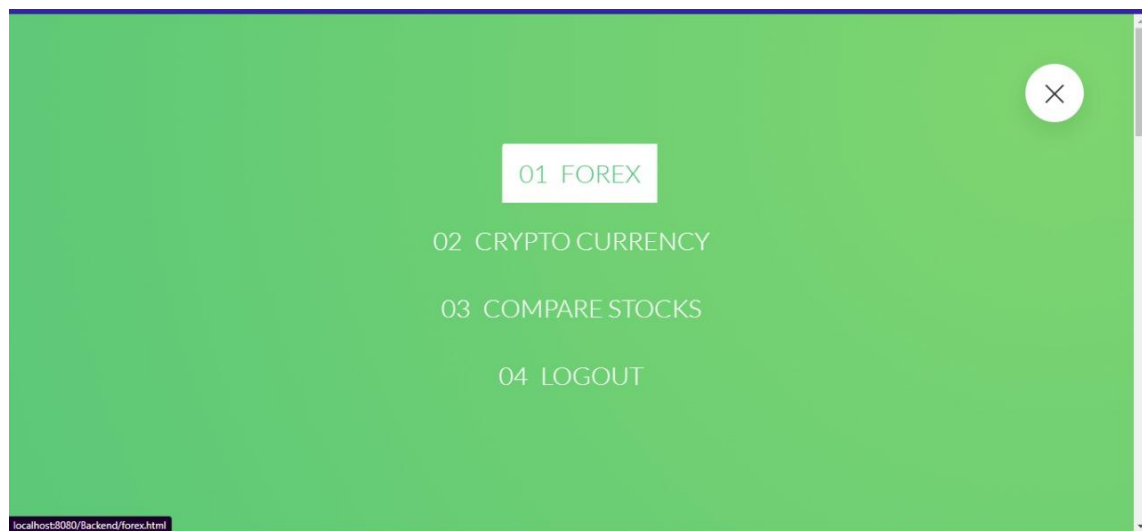 01 FOREX
02 CRYPTO CURRENCY
03 COMPARE STOCKS
04 LOGOUT
localhost:8080/Backend/forex.html